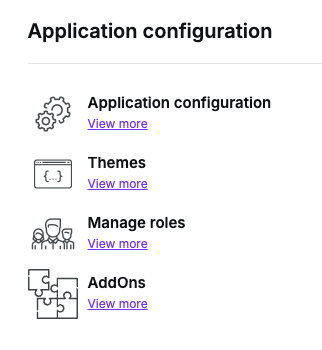 Application configuration
Application configuration
View more
{...}
Themes
View more
Manage roles
View more
AddOns
View more